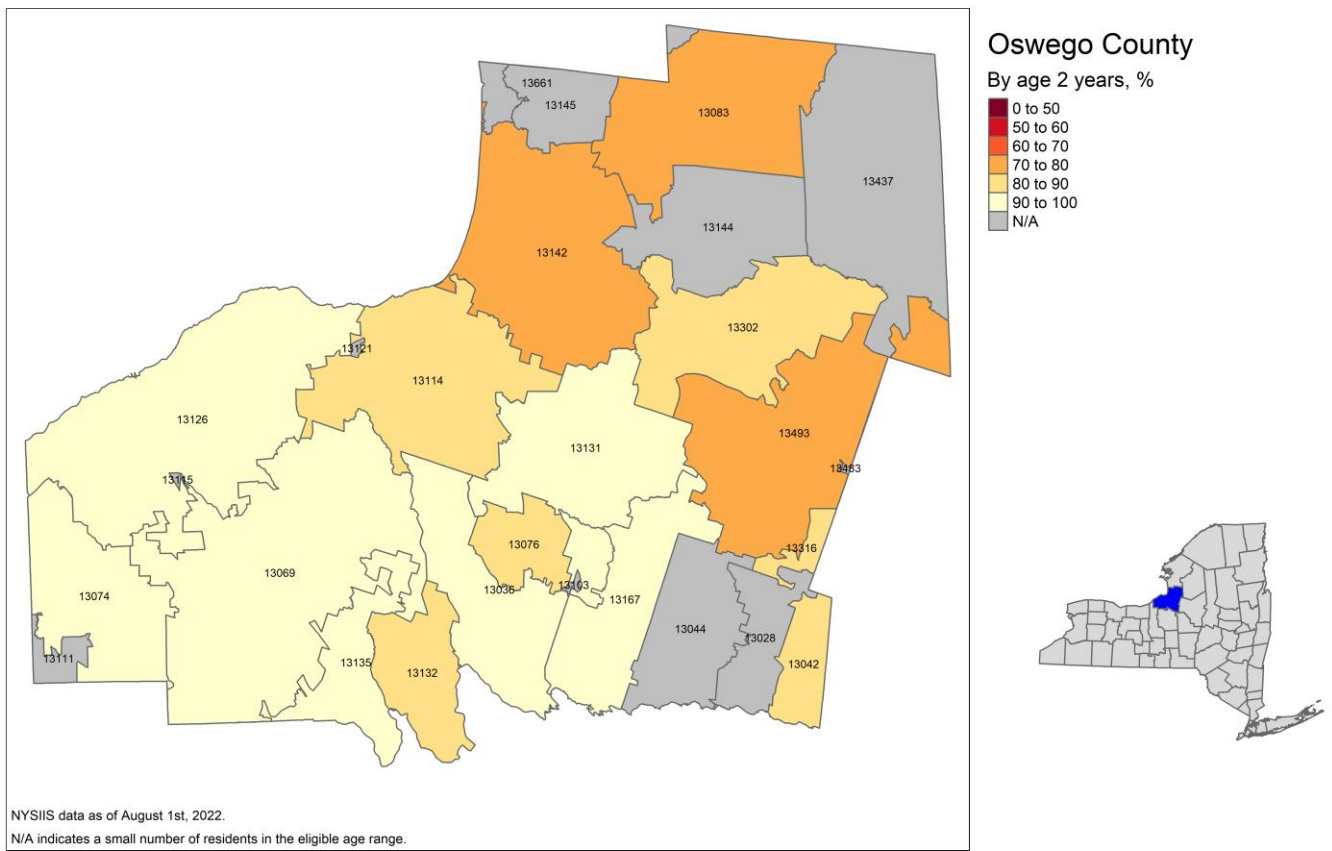 Oswego County
By age 2 years, %
0 to 50
50 to 60
60 to 70
70 to 80
80 to 90
90 to 100
N/A
13661
13145
13083
13437
13144
13142
13302
13121
13114
13126
13493
13131
13483
13115
13076
13316
13069
13103
13036
13074
13167
13044
13028
13111
13135
13132
13042
NYSIIS data as of August 1st, 2022.
N/A indicates a small number of residents in the eligible age range.